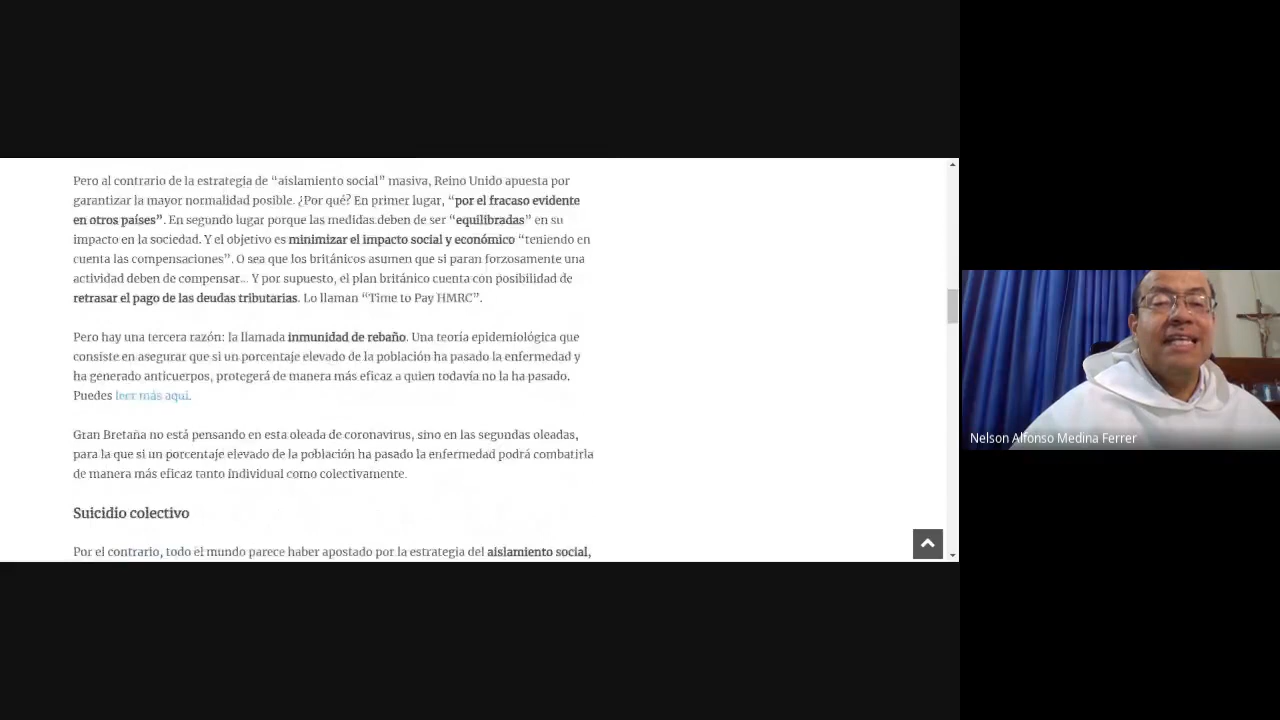 Pero al contrario de la estrategia de “aislamiento social” masiva, Reino Unido apuesta por
garantizar la mayor normalidad posible. ¿Por qué? En primer lugar, “por el fracaso evidente
en otros países”. En segundo lugar porque las medidas deben de ser “equilibradas” en su
impacto en la sociedad. Y el objetivo es minimizar el impacto social y económico “teniendo en
cuenta las compensaciones”. O sea que los británicos asumen que si paran forzosamente una
actividad deben de compensar... Y por supuesto, el plan británico cuenta con posibilidad de
retrasar el pago de las deudas tributarias. Lo llaman “Time to Pay HMRC”.
Pero hay una tercera razón: la llamada inmunidad de rebaño. Una teoría epidemiológica que
consiste en asegurar que si un porcentaje elevado de la población ha pasado la enfermedad y
ha generado anticuerpos, protegerá de manera más eficaz a quien todavía no la ha pasado.
Puedes leer más aquí.
Gran Bretaña no está pensando en esta oleada de coronavirus, sino en las segundas oleadas,
para la que si un porcentaje elevado de la población ha pasado la enfermedad podrá combatirla
de manera más eficaz tanto individual como colectivamente.
Suicidio colectivo
Por el contrario, todo el mundo parece haber apostado por la estrategia del aislamiento social,
Nelson Alfonso Medina Ferrer